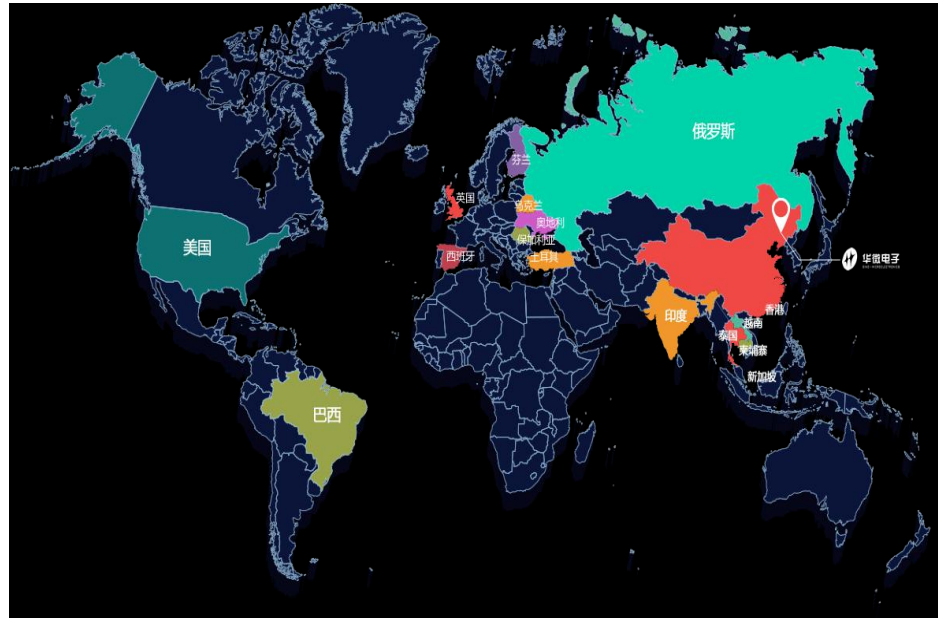 俄罗斯
芬兰
英国
乌克兰
奥地利
保加利亚
美国
西班牙
土耳其
华微电子
香港
印度
越南
泰国
柬埔寨
新加坡
巴西